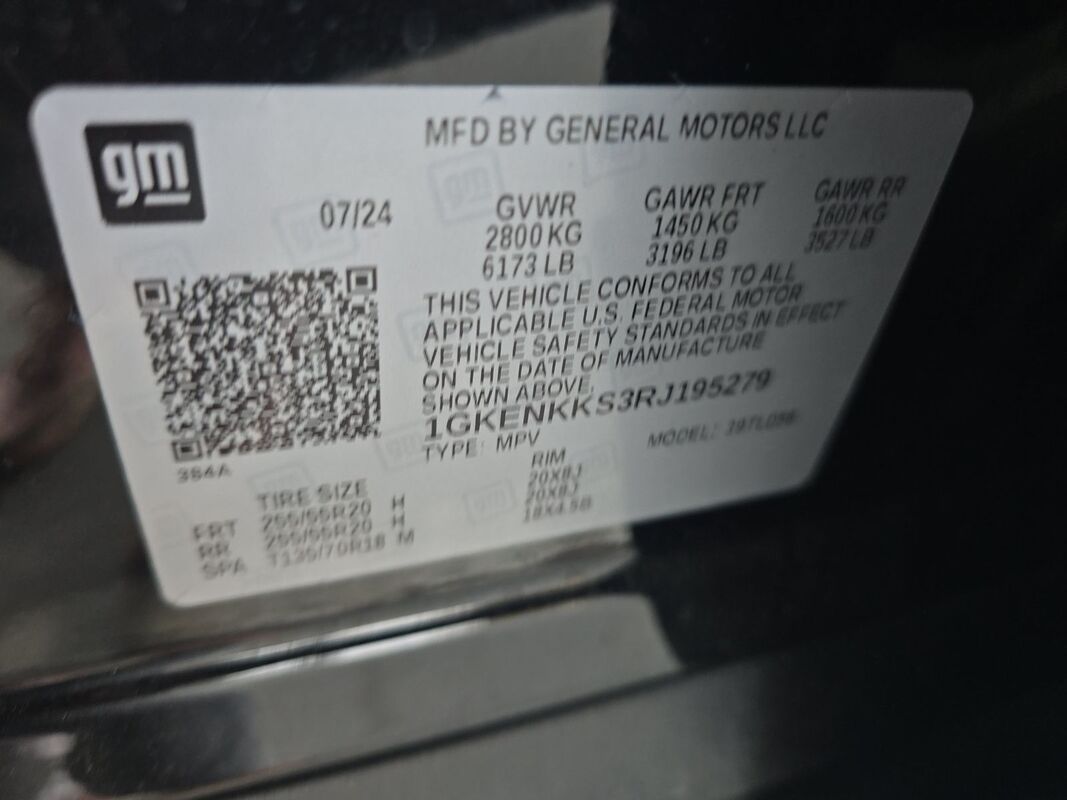 gm
MFD BY GENERAL MOTORS LLC
07/24
GVWR GAWR FRT GAWR RR
2800 KG 1450 KG 1600 KG
6173 LB 3196 LB 3527 LB
THIS VEHICLE CONFORMS TO ALL
APPLICABLE U.S. FEDERAL MOTOR
VEHICLE SAFETY STANDARDS IN EFFECT
ON THE DATE OF MANUFACTURE
SHOWN ABOVE.
1GKENKKS3RJ195279
TYPE: MPV MODEL:
384A
TIRE SIZE RIM
FRT 255/55R20 H 20X8J
RR 255/55R20 H 20X8J
SPA T135/70R18 M 18X4.5B